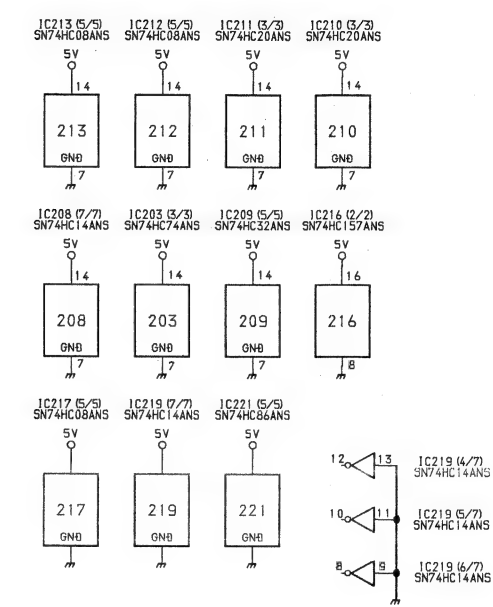 IC213 (5/5) IC212 (5/5) IC211 (3/3) IC210 (3/3)
SN74HC08ANS SN74HC08ANS SN74HC20ANS SN74HC20ANS
5V 5V 5V 5V
14 14 14 14
213 212 211 210
GND GND GND GND
7 7 7 7
IC208 (7/7) IC203 (3/3) IC209 (5/5) IC216 (2/2)
SN74HC14ANS SN74HC74ANS SN74HC32ANS SN74HC157ANS
5V 5V 5V 5V
14 14 14 16
208 203 209 216
GND GND GND
7 7 7 8
IC217 (5/5) IC219 (7/7) IC221 (5/5)
SN74HC08ANS SN74HC14ANS SN74HC86ANS
5V 5V 5V
217 219 221
GND GND GND
12 13 IC219 (4/7)
SN74HC14ANS
10 11 IC219 (5/7)
SN74HC14ANS
8 9 IC219 (6/7)
SN74HC14ANS